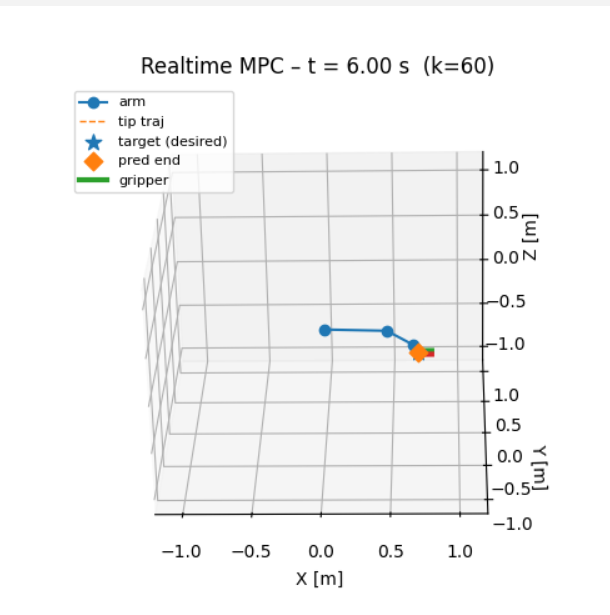 Realtime MPC – t = 6.00 s  (k=60)
arm
tip traj
target (desired)
pred end
gripper
1.0
0.5
0.0
−0.5
−1.0
Z [m]
1.0
0.5
0.0
−0.5
−1.0
Y [m]
−1.0 −0.5 0.0 0.5 1.0
X [m]